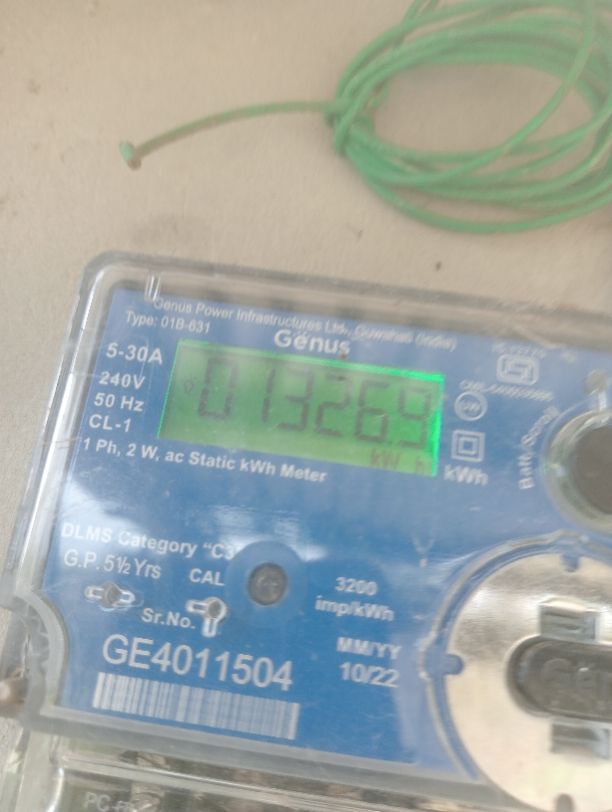 Genus Power Infrastructures Ltd., Guwahati (India)
Type: 01B-631
Genus
5-30A
240V
50 Hz
CL-1
013269
kWh
kWh
1 Ph, 2 W, ac Static kWh Meter
DLMS Category "C3
G.P. 5½ Yrs
CAL
3200
imp/kWh
Sr.No.
MM/YY
10/22
GE4011504